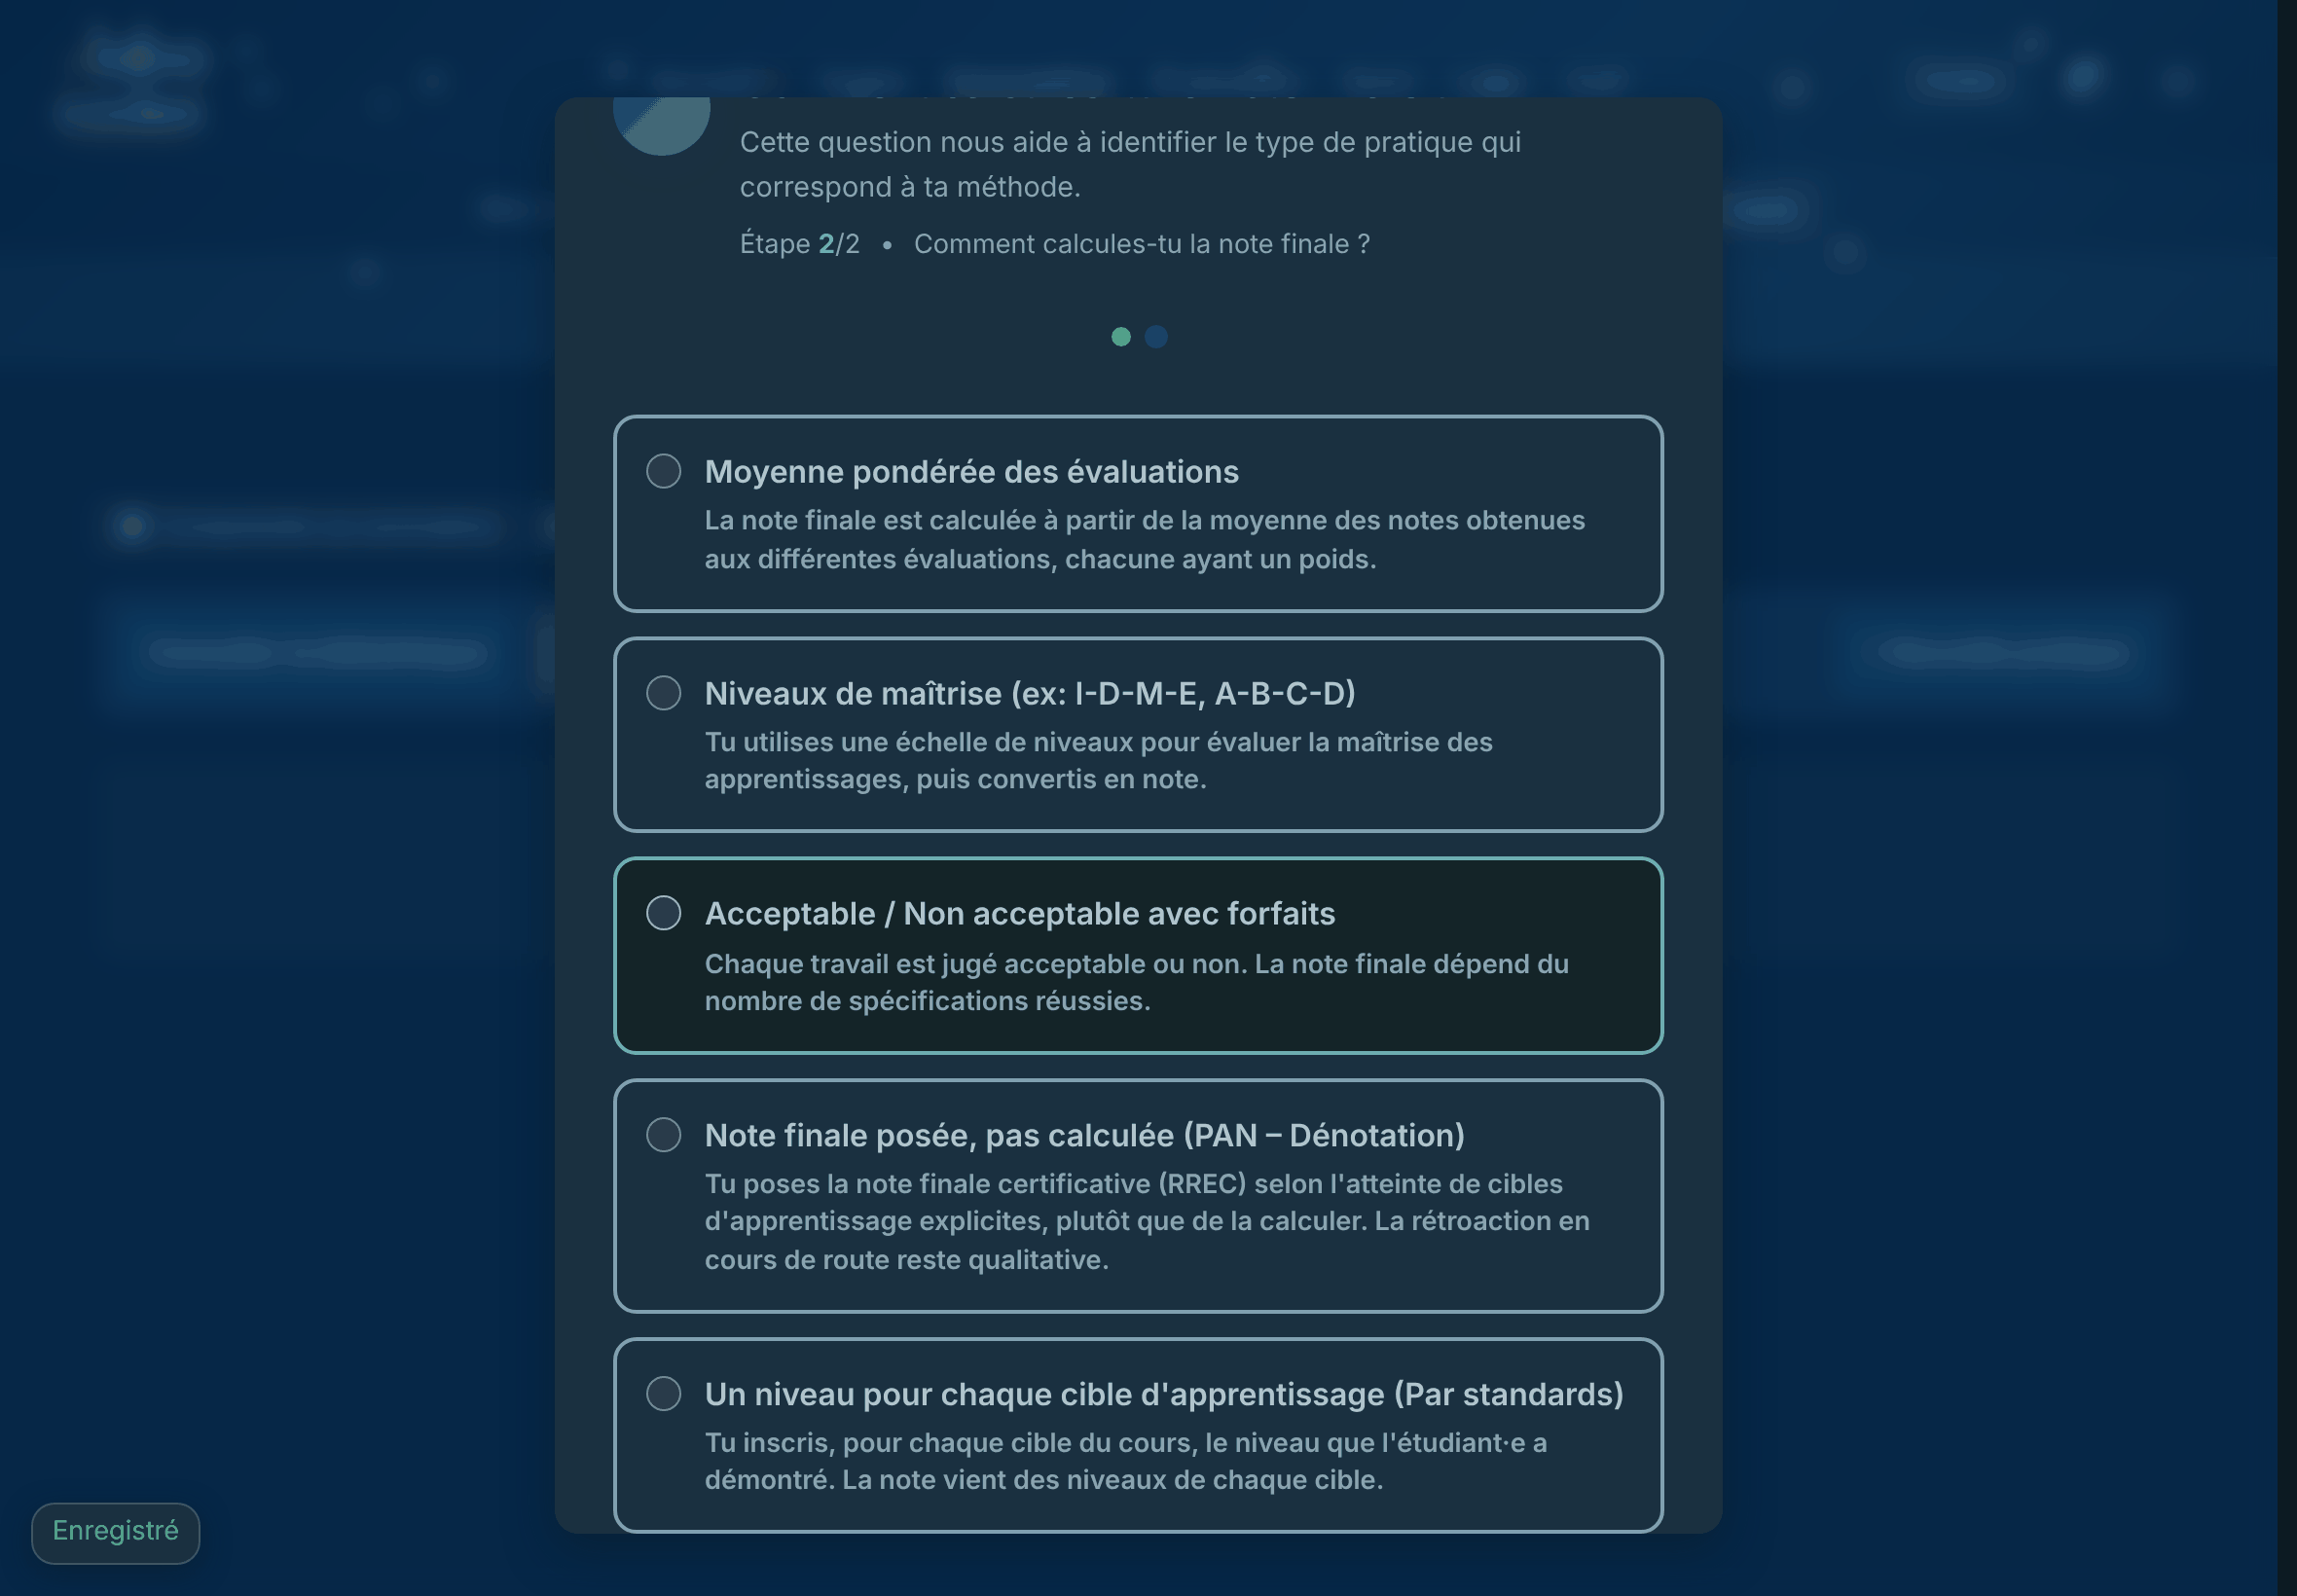 Cette question nous aide à identifier le type de pratique qui
correspond à ta méthode.
Étape 2/2 • Comment calcules-tu la note finale ?
Moyenne pondérée des évaluations
La note finale est calculée à partir de la moyenne des notes obtenues
aux différentes évaluations, chacune ayant un poids.
Niveaux de maîtrise (ex: I-D-M-E, A-B-C-D)
Tu utilises une échelle de niveaux pour évaluer la maîtrise des
apprentissages, puis convertis en note.
Acceptable / Non acceptable avec forfaits
Chaque travail est jugé acceptable ou non. La note finale dépend du
nombre de spécifications réussies.
Note finale posée, pas calculée (PAN – Dénotation)
Tu poses la note finale certificative (RREC) selon l'atteinte de cibles
d'apprentissage explicites, plutôt que de la calculer. La rétroaction en
cours de route reste qualitative.
Un niveau pour chaque cible d'apprentissage (Par standards)
Tu inscris, pour chaque cible du cours, le niveau que l'étudiant·e a
démontré. La note vient des niveaux de chaque cible.
Enregistré